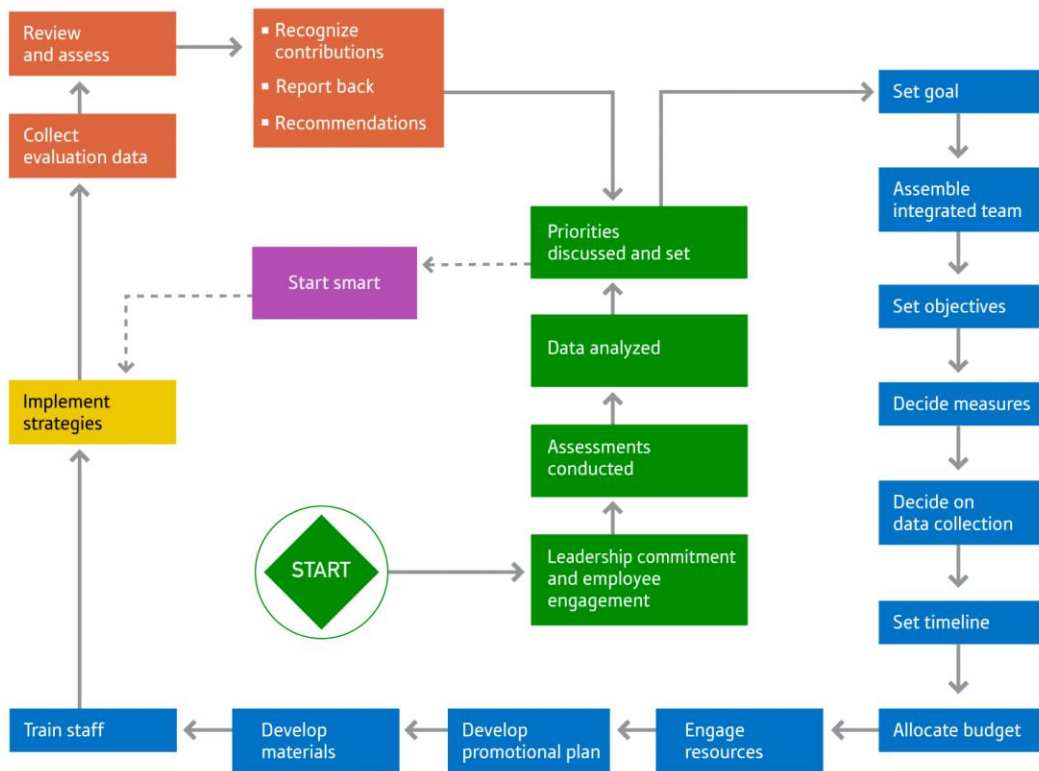 START
Leadership commitment
and employee
engagement
Assessments
conducted
Data analyzed
Priorities
discussed and set
Start smart
Set goal
Assemble
integrated team
Set objectives
Decide measures
Decide on
data collection
Set timeline
Allocate budget
Engage
resources
Develop
promotional plan
Develop
materials
Train staff
Implement
strategies
Collect
evaluation data
Review
and assess
▪ Recognize
contributions
▪ Report back
▪ Recommendations